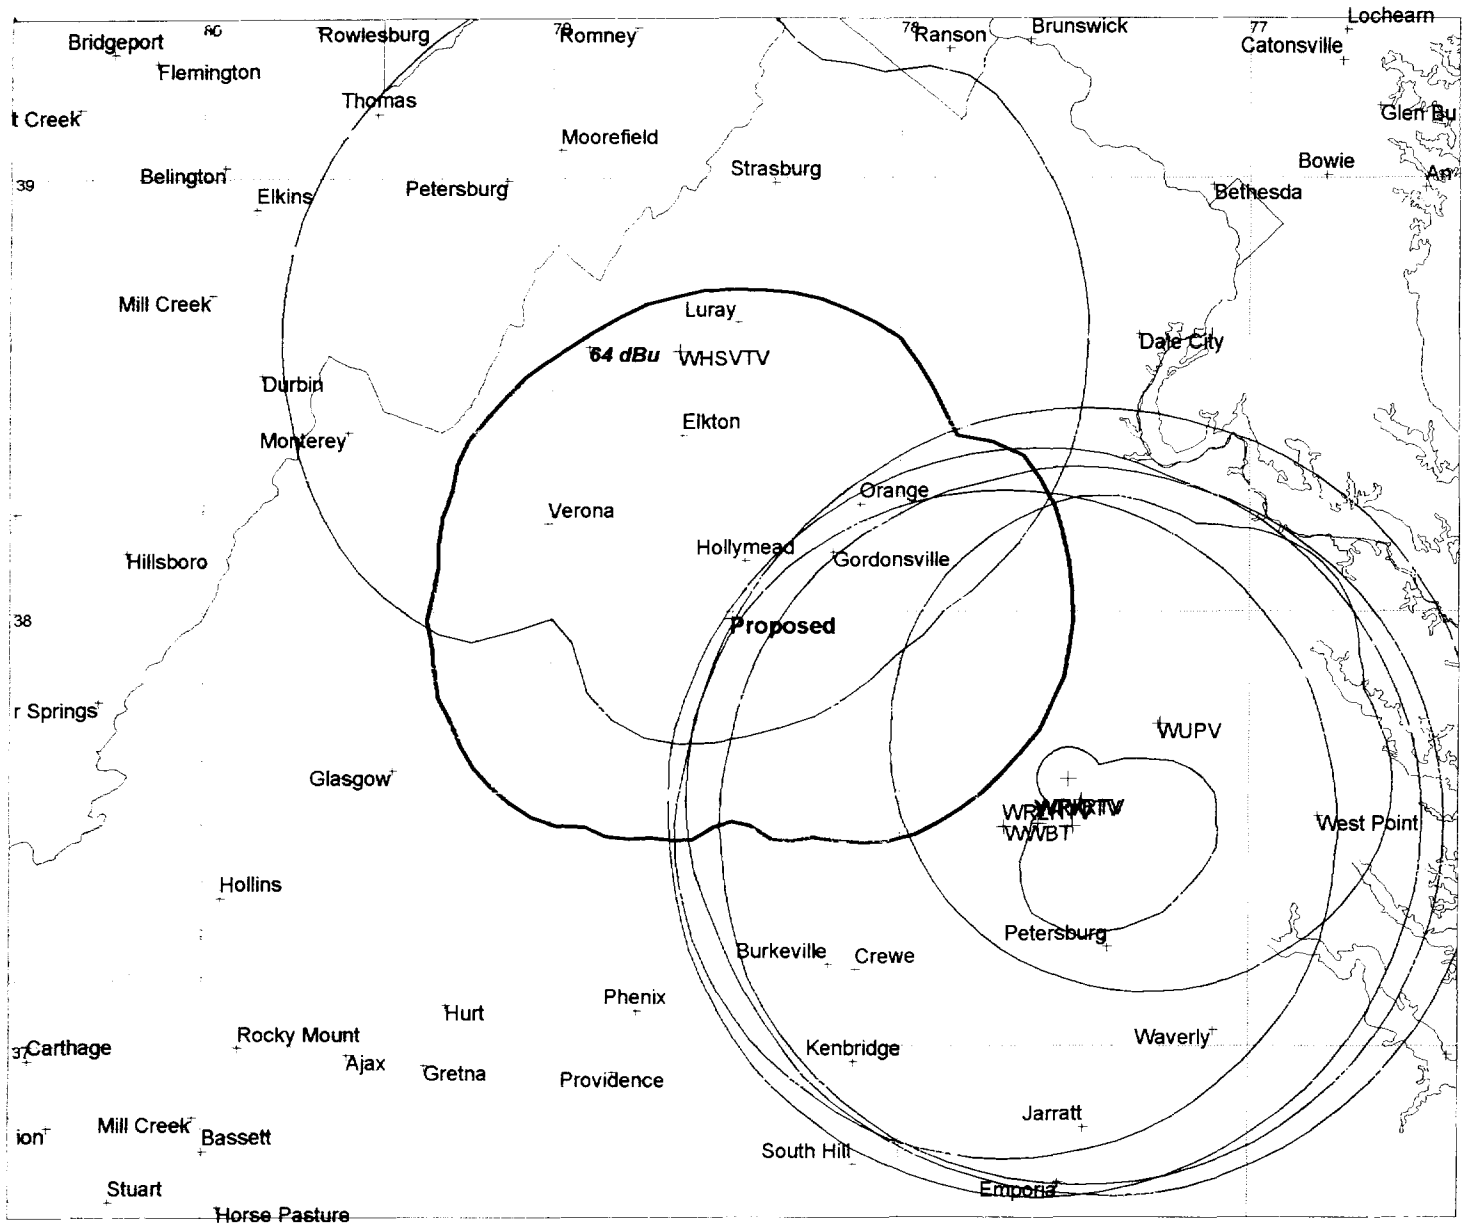 Lochearn
Bridgeport
80
Rowlesburg
79
Romney
78
Ranson
Brunswick
77
Catonsville
Flemington
Thomas
t Creek
Glen Bu
Moorefield
Strasburg
Bowie
An
39
Belington
Elkins
Petersburg
Bethesda
Mill Creek
Luray
64 dBu
WHSVTV
Dale City
Durbin
Elkton
Monterey
Orange
Verona
Hollymead
Gordonsville
Hillsboro
38
Proposed
r Springs
WUPV
Glasgow
WWBT
West Point
Hollins
Petersburg
Burkeville
Crewe
Phenix
Hurt
Rocky Mount
Waverly
37
Carthage
Kenbridge
Ajax
Gretna
Providence
Jarratt
ion
Mill Creek
Bassett
South Hill
Stuart
Emporia
Horse Pasture